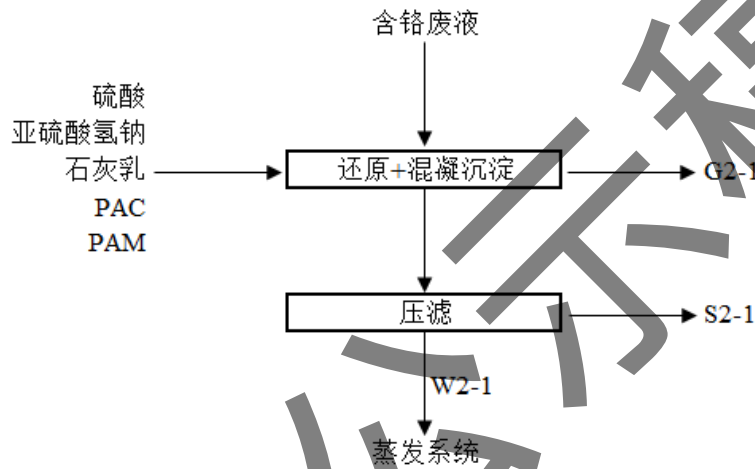 含铬废液
硫酸
亚硫酸氢钠
石灰乳
PAC
PAM
还原+混凝沉淀
G2-1
压滤
S2-1
W2-1
蒸发系统